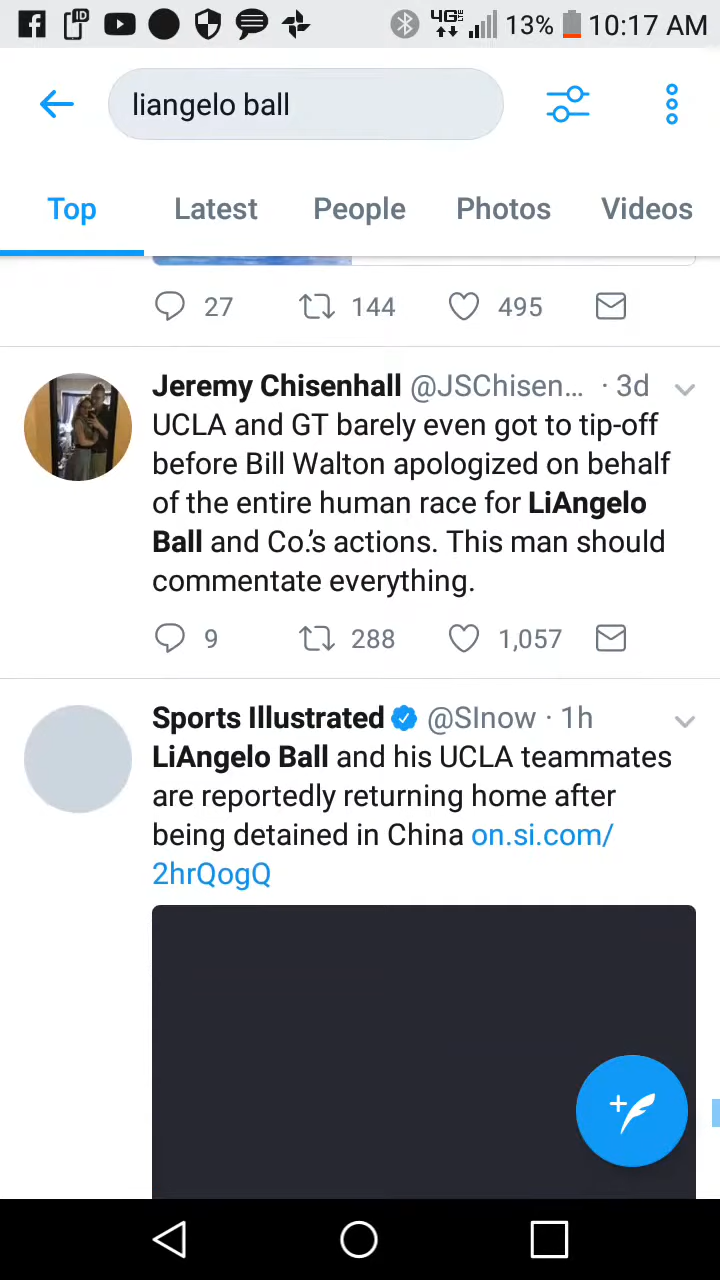 13% 10:17 AM
liangelo ball
Top Latest People Photos Videos
27 144 495
Jeremy Chisenhall @JSChisen... · 3d
UCLA and GT barely even got to tip-off
before Bill Walton apologized on behalf
of the entire human race for LiAngelo
Ball and Co.'s actions. This man should
commentate everything.
9 288 1,057
Sports Illustrated @SInow · 1h
LiAngelo Ball and his UCLA teammates
are reportedly returning home after
being detained in China on.si.com/
2hrQogQ